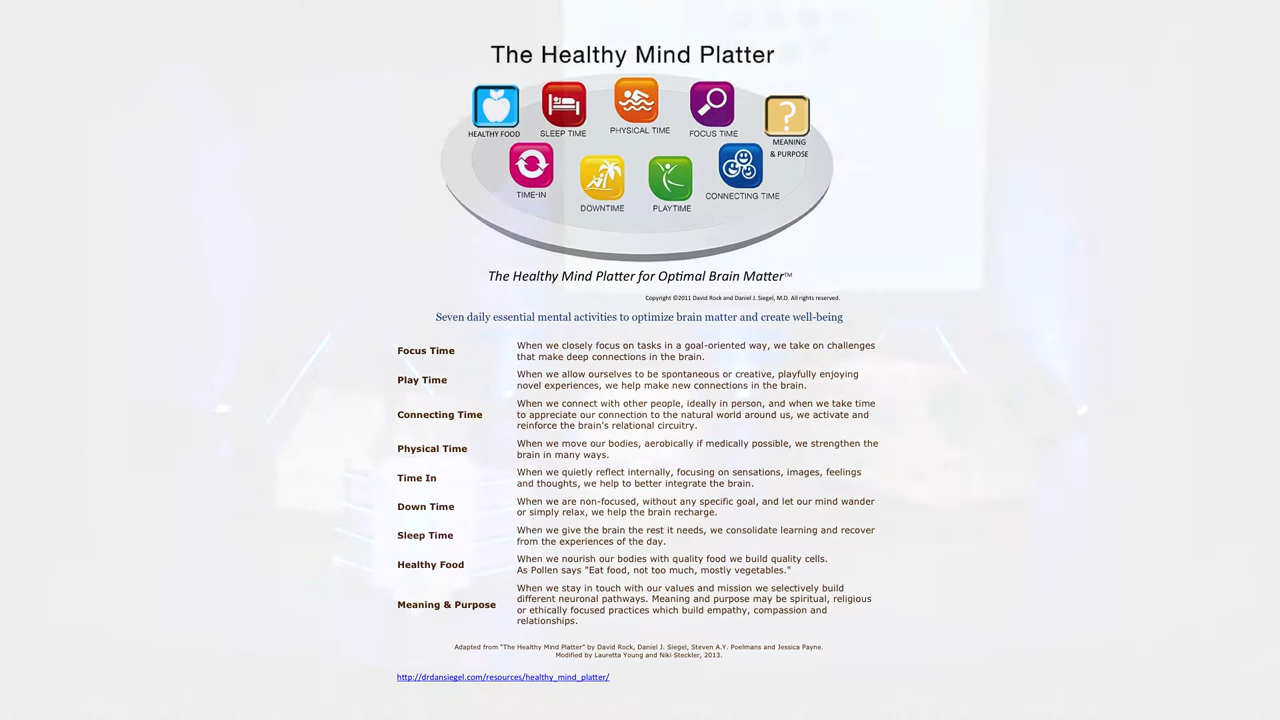 The Healthy Mind Platter
HEALTHY FOOD
SLEEP TIME
PHYSICAL TIME
FOCUS TIME
?
MEANING
& PURPOSE
TIME-IN
DOWNTIME
PLAYTIME
CONNECTING TIME
The Healthy Mind Platter for Optimal Brain Matter™
Copyright ©2011 David Rock and Daniel J. Siegel, M.D. All rights reserved.
Seven daily essential mental activities to optimize brain matter and create well-being
Focus Time
When we closely focus on tasks in a goal-oriented way, we take on challenges
that make deep connections in the brain.
Play Time
When we allow ourselves to be spontaneous or creative, playfully enjoying
novel experiences, we help make new connections in the brain.
Connecting Time
When we connect with other people, ideally in person, and when we take time
to appreciate our connection to the natural world around us, we activate and
reinforce the brain's relational circuitry.
Physical Time
When we move our bodies, aerobically if medically possible, we strengthen the
brain in many ways.
Time In
When we quietly reflect internally, focusing on sensations, images, feelings
and thoughts, we help to better integrate the brain.
Down Time
When we are non-focused, without any specific goal, and let our mind wander
or simply relax, we help the brain recharge.
Sleep Time
When we give the brain the rest it needs, we consolidate learning and recover
from the experiences of the day.
Healthy Food
When we nourish our bodies with quality food we build quality cells.
As Pollen says "Eat food, not too much, mostly vegetables."
Meaning & Purpose
When we stay in touch with our values and mission we selectively build
different neuronal pathways. Meaning and purpose may be spiritual, religious
or ethically focused practices which build empathy, compassion and
relationships.
Adapted from "The Healthy Mind Platter" by David Rock, Daniel J. Siegel, Steven A.Y. Poelmans and Jessica Payne.
Modified by Lauretta Young and Niki Steckler, 2013.
http://drdansiegel.com/resources/healthy_mind_platter/